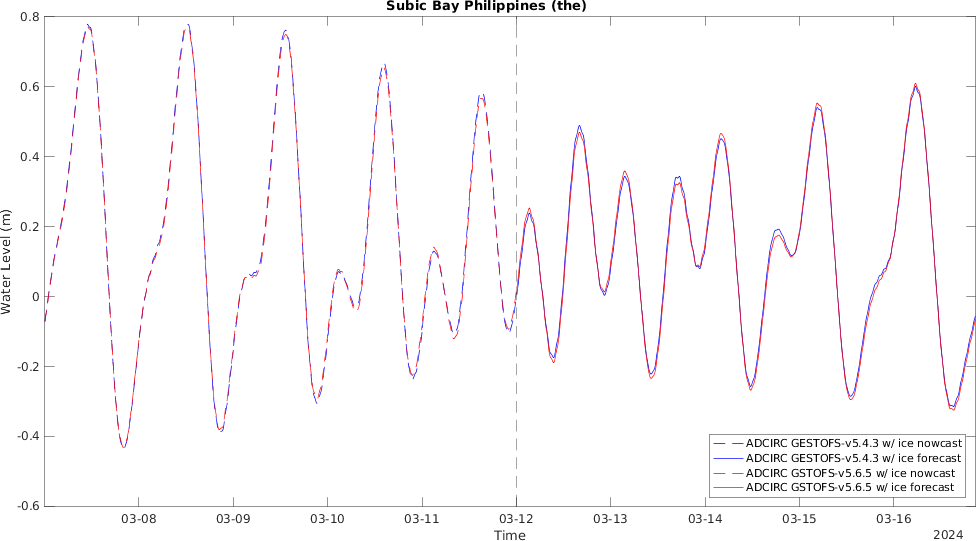 Subic Bay Philippines (the)
0.8
0.6
0.4
0.2
0
-0.2
-0.4
-0.6
Water Level (m)
ADCIRC GESTOFS-v5.4.3 w/ ice nowcast
ADCIRC GESTOFS-v5.4.3 w/ ice forecast
ADCIRC GSTOFS-v5.6.5 w/ ice nowcast
ADCIRC GSTOFS-v5.6.5 w/ ice forecast
03-08 03-09 03-10 03-11 03-12 03-13 03-14 03-15 03-16
Time
2024